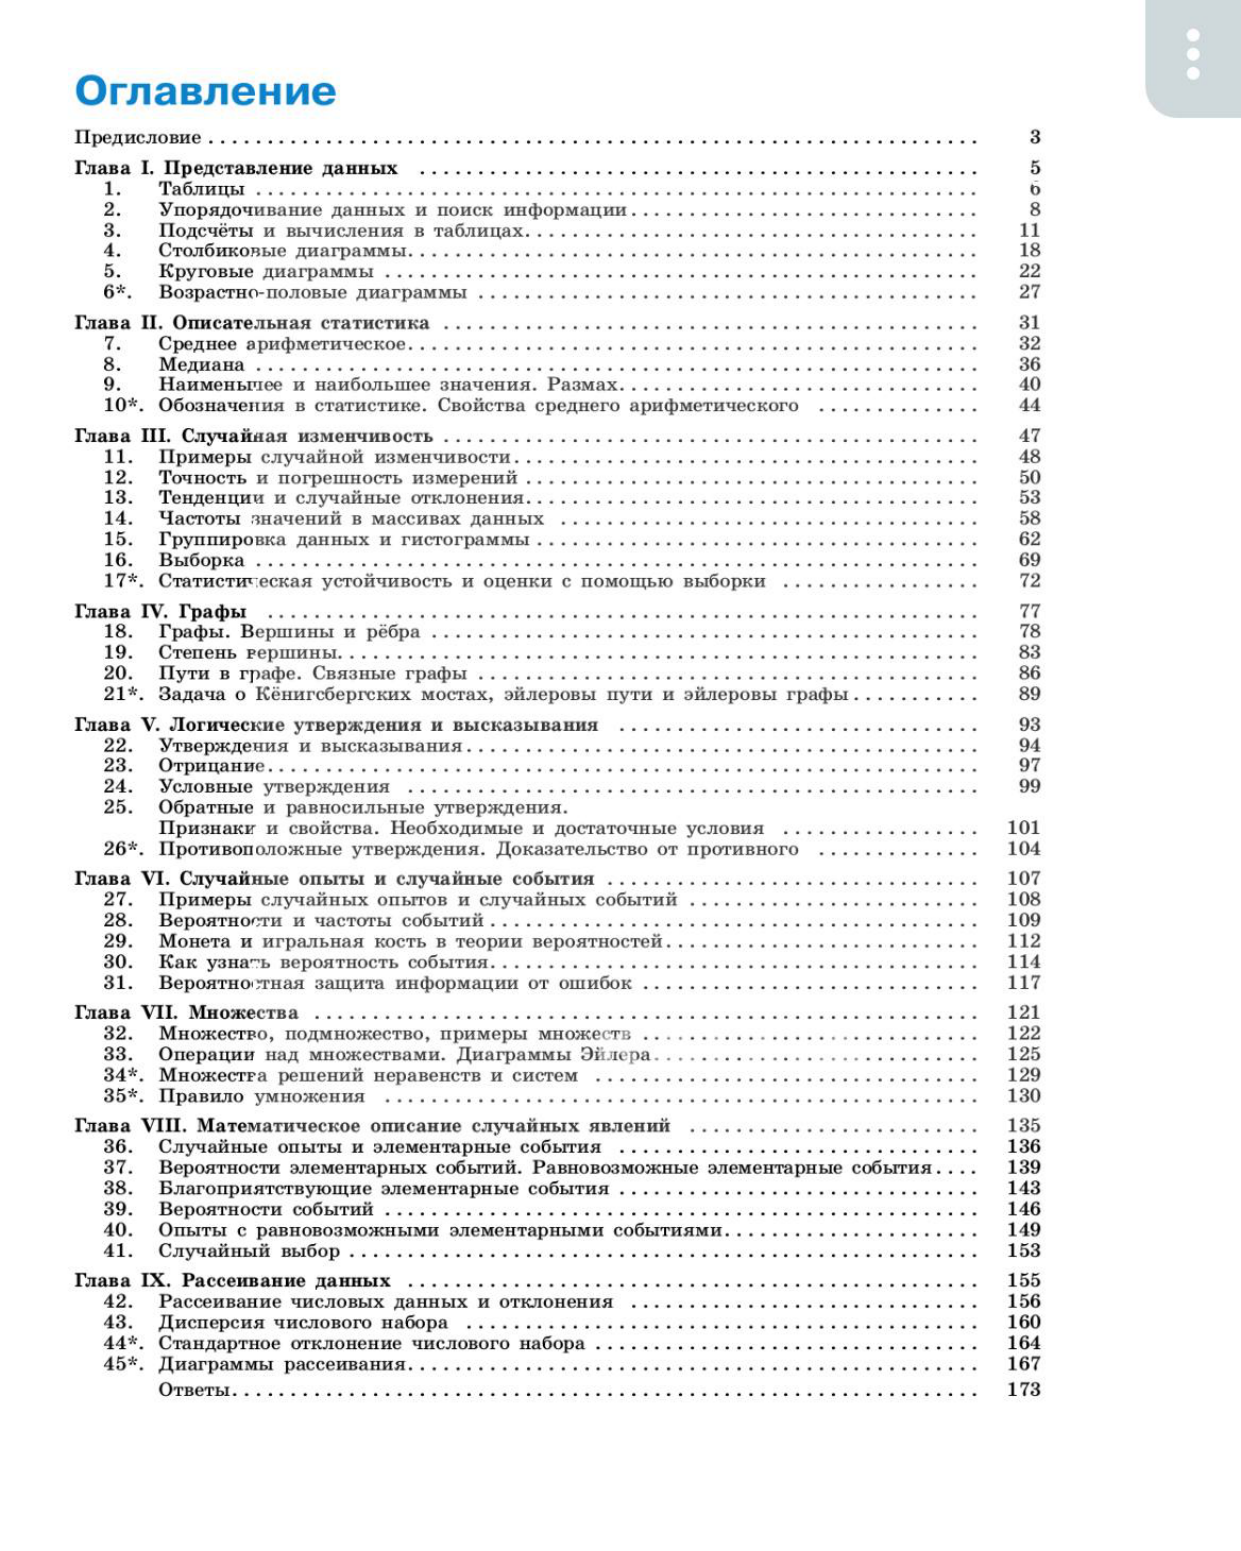 Оглавление
Предисловие . . . . . . . . . . 3
Глава I. Представление данных . . . . . . . . . . 5
1. Таблицы . . . . . . . . . . 6
2. Упорядочивание данных и поиск информации . . . . . . . . . . 8
3. Подсчёты и вычисления в таблицах . . . . . . . . . . 11
4. Столбиковые диаграммы . . . . . . . . . . 18
5. Круговые диаграммы . . . . . . . . . . 22
6*. Возрастно-половые диаграммы . . . . . . . . . . 27
Глава II. Описательная статистика . . . . . . . . . . 31
7. Среднее арифметическое . . . . . . . . . . 32
8. Медиана . . . . . . . . . . 36
9. Наименьшее и наибольшее значения. Размах . . . . . . . . . . 40
10*. Обозначения в статистике. Свойства среднего арифметического . . . . . . . . . . 44
Глава III. Случайная изменчивость . . . . . . . . . . 47
11. Примеры случайной изменчивости . . . . . . . . . . 48
12. Точность и погрешность измерений . . . . . . . . . . 50
13. Тенденции и случайные отклонения . . . . . . . . . . 53
14. Частоты значений в массивах данных . . . . . . . . . . 58
15. Группировка данных и гистограммы . . . . . . . . . . 62
16. Выборка . . . . . . . . . . 69
17*. Статистическая устойчивость и оценки с помощью выборки . . . . . . . . . . 72
Глава IV. Графы . . . . . . . . . . 77
18. Графы. Вершины и рёбра . . . . . . . . . . 78
19. Степень вершины . . . . . . . . . . 83
20. Пути в графе. Связные графы . . . . . . . . . . 86
21*. Задача о Кёнигсбергских мостах, эйлеровы пути и эйлеровы графы . . . . . . . . . . 89
Глава V. Логические утверждения и высказывания . . . . . . . . . . 93
22. Утверждения и высказывания . . . . . . . . . . 94
23. Отрицание . . . . . . . . . . 97
24. Условные утверждения . . . . . . . . . . 99
25. Обратные и равносильные утверждения.
Признаки и свойства. Необходимые и достаточные условия . . . . . . . . . . 101
26*. Противоположные утверждения. Доказательство от противного . . . . . . . . . . 104
Глава VI. Случайные опыты и случайные события . . . . . . . . . . 107
27. Примеры случайных опытов и случайных событий . . . . . . . . . . 108
28. Вероятности и частоты событий . . . . . . . . . . 109
29. Монета и игральная кость в теории вероятностей . . . . . . . . . . 112
30. Как узнать вероятность события . . . . . . . . . . 114
31. Вероятностная защита информации от ошибок . . . . . . . . . . 117
Глава VII. Множества . . . . . . . . . . 121
32. Множество, подмножество, примеры множеств . . . . . . . . . . 122
33. Операции над множествами. Диаграммы Эйлера . . . . . . . . . . 125
34*. Множества решений неравенств и систем . . . . . . . . . . 129
35*. Правило умножения . . . . . . . . . . 130
Глава VIII. Математическое описание случайных явлений . . . . . . . . . . 135
36. Случайные опыты и элементарные события . . . . . . . . . . 136
37. Вероятности элементарных событий. Равновозможные элементарные события . . . . 139
38. Благоприятствующие элементарные события . . . . . . . . . . 143
39. Вероятности событий . . . . . . . . . . 146
40. Опыты с равновозможными элементарными событиями . . . . . . . . . . 149
41. Случайный выбор . . . . . . . . . . 153
Глава IX. Рассеивание данных . . . . . . . . . . 155
42. Рассеивание числовых данных и отклонения . . . . . . . . . . 156
43. Дисперсия числового набора . . . . . . . . . . 160
44*. Стандартное отклонение числового набора . . . . . . . . . . 164
45*. Диаграммы рассеивания . . . . . . . . . . 167
Ответы . . . . . . . . . . 173